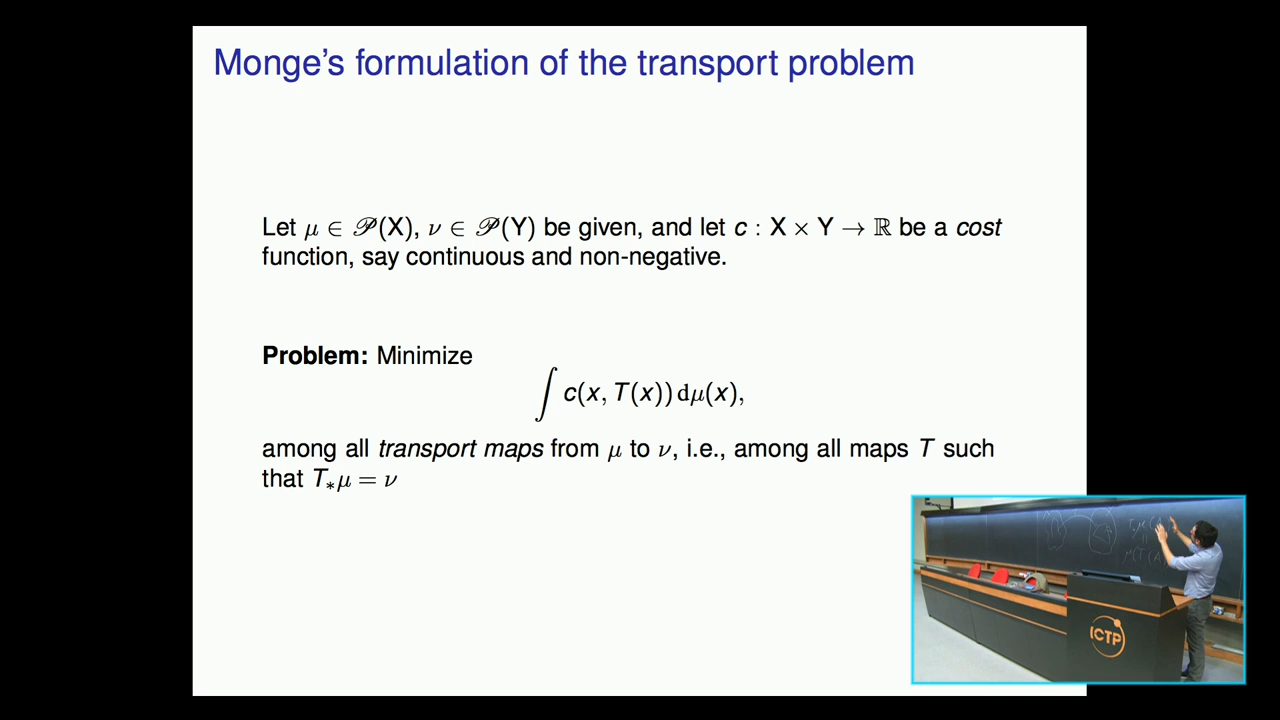 Monge's formulation of the transport problem
Let μ ∈ 𝒫(X), ν ∈ 𝒫(Y) be given, and let c : X × Y → ℝ be a cost
function, say continuous and non-negative.
Problem: Minimize
∫ c(x, T(x)) dμ(x),
among all transport maps from μ to ν, i.e., among all maps T such
that T∗μ = ν
ICTP